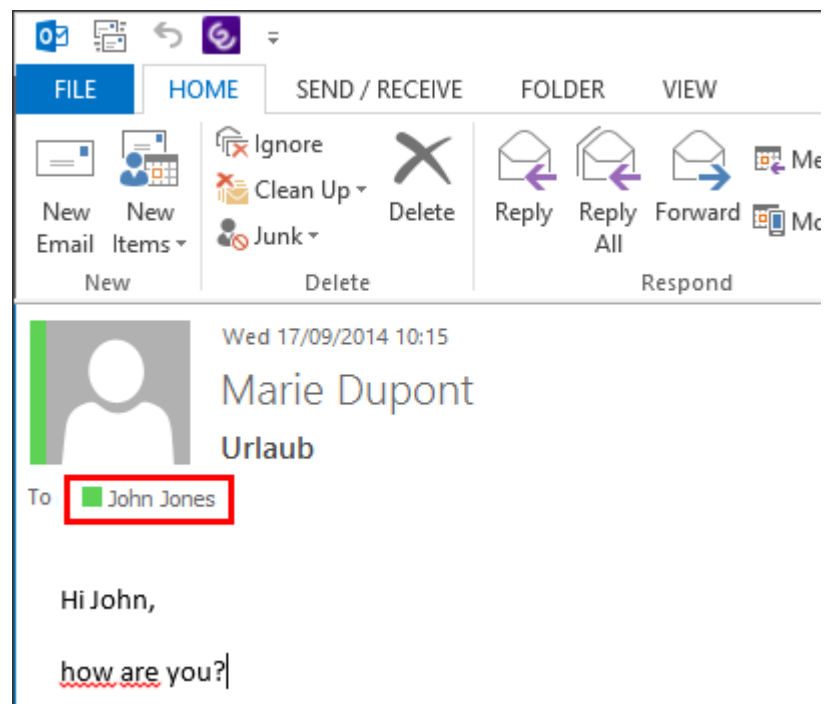 FILE HOME SEND / RECEIVE FOLDER VIEW
Ignore
Clean Up
Junk
Delete
New Email
New Items
Reply
Reply All
Forward
New Delete Respond
Wed 17/09/2014 10:15
Marie Dupont
Urlaub
To John Jones
Hi John,
how are you?